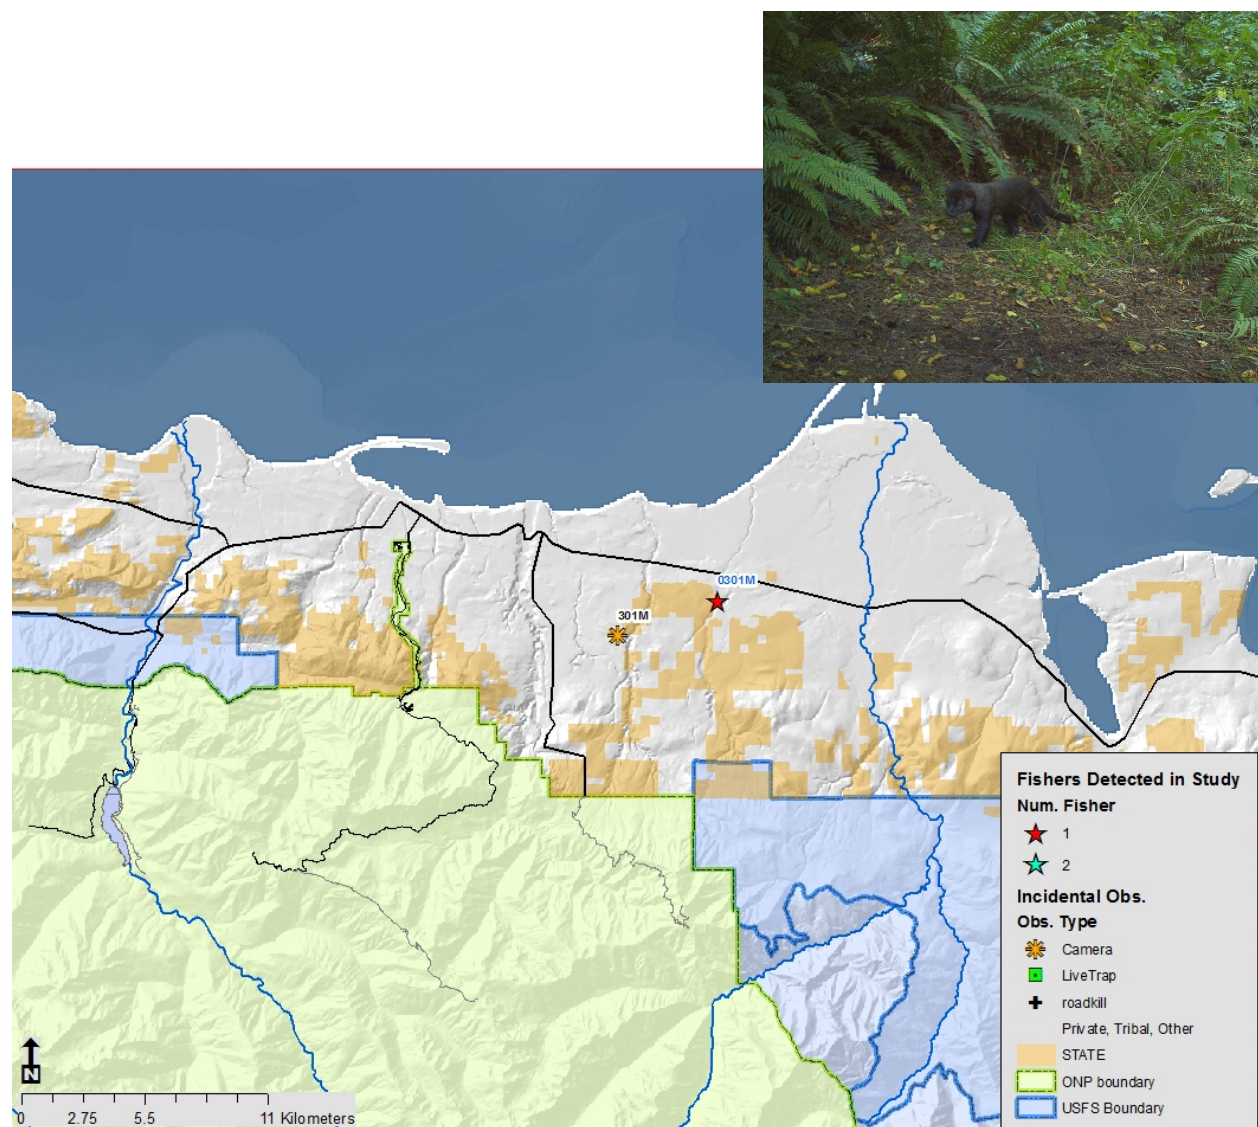 0301M
301M
Fishers Detected in Study
Num. Fisher
1
2
Incidental Obs.
Obs. Type
Camera
LiveTrap
roadkill
Private, Tribal, Other
STATE
ONP boundary
USFS Boundary
N
0 2.75 5.5 11 Kilometers